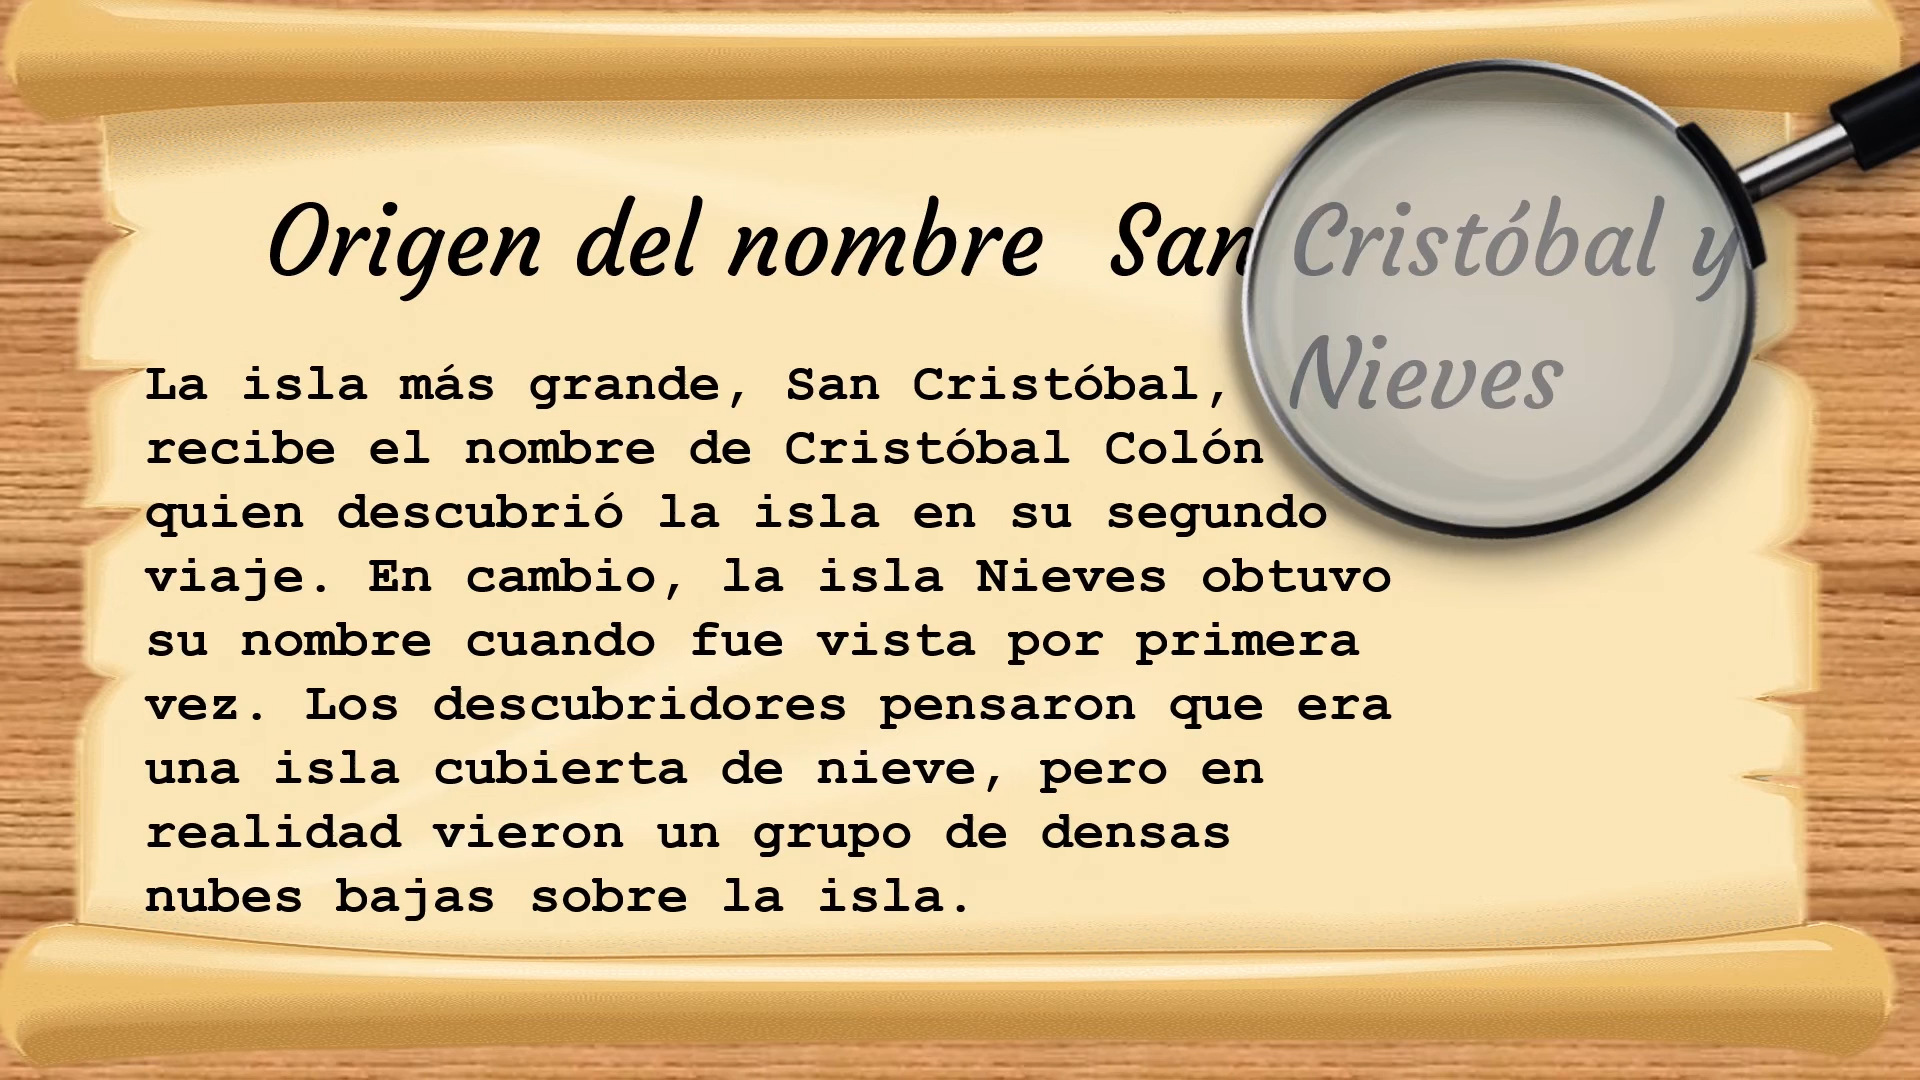 Origen del nombre San Cristóbal y
Nieves
La isla más grande, San Cristóbal,
recibe el nombre de Cristóbal Colón
quien descubrió la isla en su segundo
viaje. En cambio, la isla Nieves obtuvo
su nombre cuando fue vista por primera
vez. Los descubridores pensaron que era
una isla cubierta de nieve, pero en
realidad vieron un grupo de densas
nubes bajas sobre la isla.